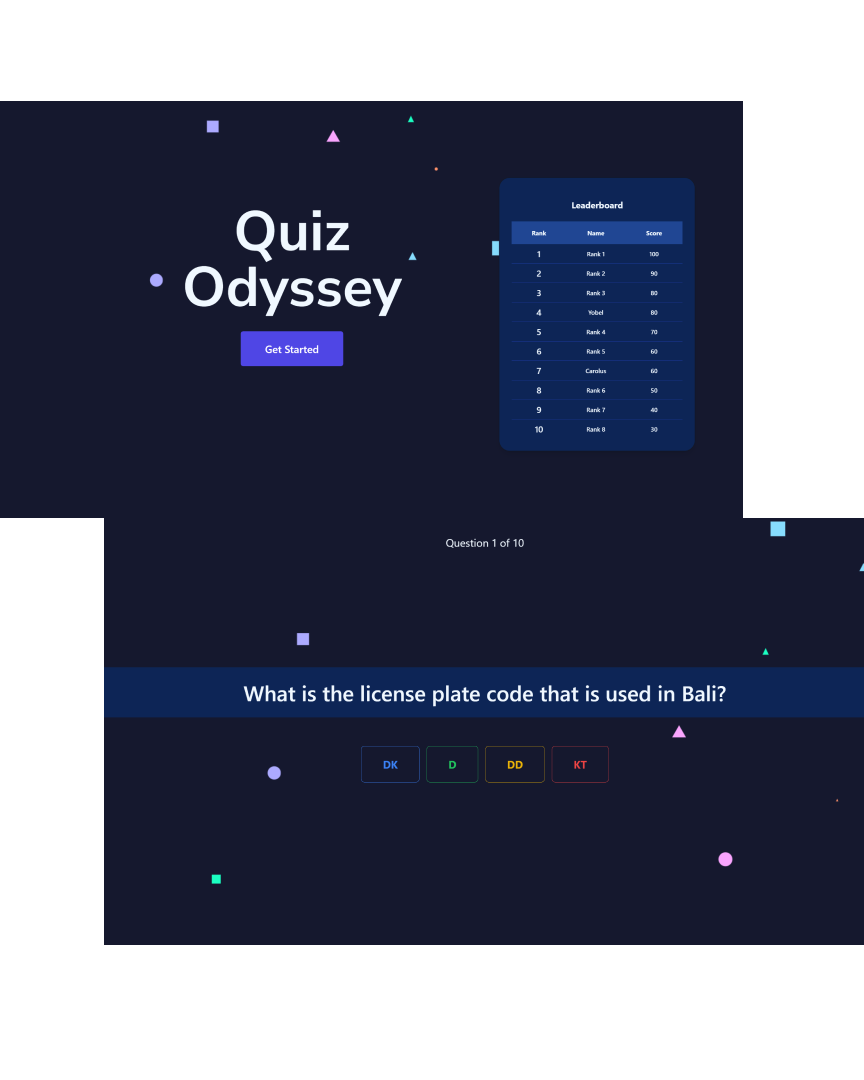 Quiz
Odyssey
Get Started
Leaderboard
Rank Name Score
1 Rank 1 100
2 Rank 2 90
3 Rank 3 80
4 Yobel 80
5 Rank 4 70
6 Rank 5 60
7 Carolus 60
8 Rank 6 50
9 Rank 7 40
10 Rank 8 30
Question 1 of 10
What is the license plate code that is used in Bali?
DK D DD KT